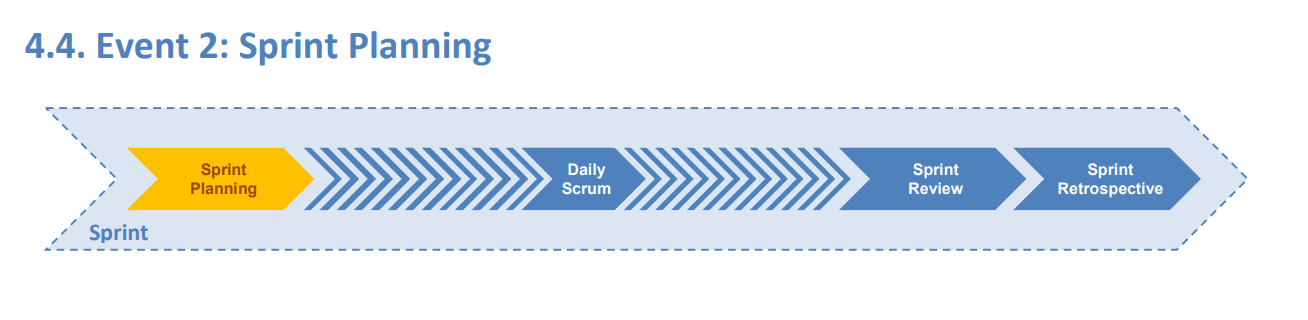 4.4. Event 2: Sprint Planning
Sprint
Planning
Daily
Scrum
Sprint
Review
Sprint
Retrospective
Sprint